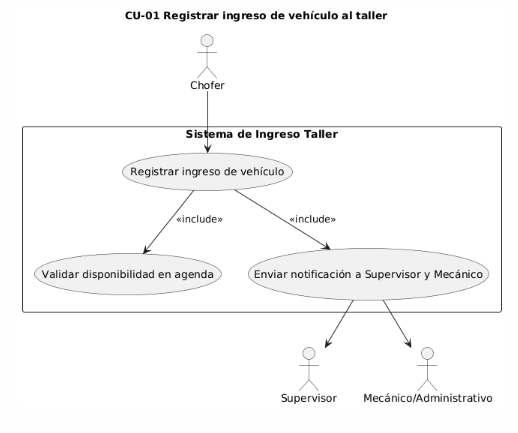 CU-01 Registrar ingreso de vehículo al taller
Chofer
Sistema de Ingreso Taller
Registrar ingreso de vehículo
«include»
«include»
Validar disponibilidad en agenda
Enviar notificación a Supervisor y Mecánico
Supervisor
Mecánico/Administrativo